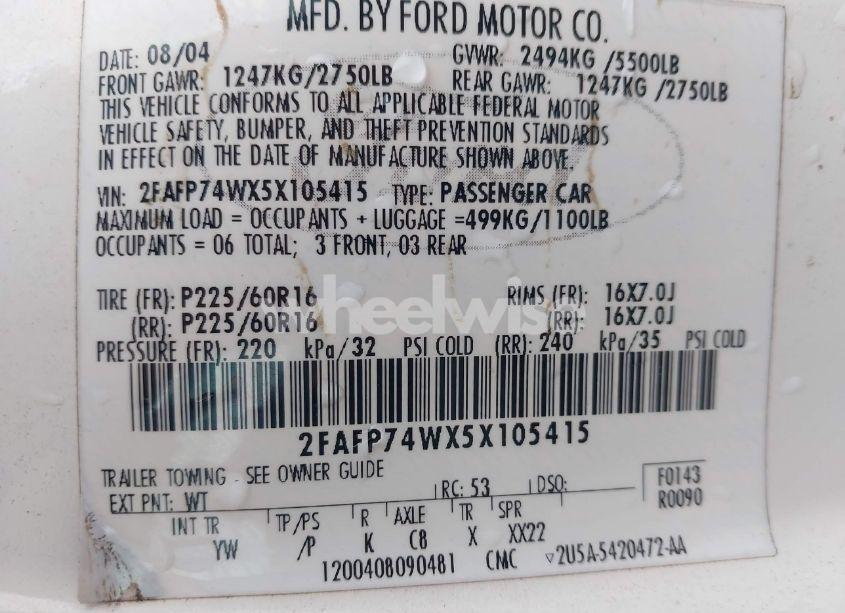 MFD. BY FORD MOTOR CO.
DATE: 08/04 GVWR: 2494KG /5500LB
FRONT GAWR: 1247KG/2750LB REAR GAWR: 1247KG /2750LB
THIS VEHICLE CONFORMS TO ALL APPLICABLE FEDERAL MOTOR
VEHICLE SAFETY, BUMPER, AND THEFT PREVENTION STANDARDS
IN EFFECT ON THE DATE OF MANUFACTURE SHOWN ABOVE.
VIN: 2FAFP74WX5X105415 TYPE: PASSENGER CAR
MAXIMUM LOAD = OCCUPANTS + LUGGAGE =499KG/1100LB
OCCUPANTS = 06 TOTAL; 3 FRONT, 03 REAR
TIRE (FR): P225/60R16 RIMS (FR): 16X7.0J
(RR): P225/60R16 (RR): 16X7.0J
wheelwise
PRESSURE (FR): 220 kPa/32 PSI COLD (RR): 240 kPa/35 PSI COLD
2FAFP74WX5X105415
TRAILER TOWING - SEE OWNER GUIDE
EXT PNT: WT RC: 53 DSO: F0143
R0090
INT TR TP/PS R AXLE TR SPR
YW /P K C8 X XX22
1200408090481 CMC ▽2U5A-5420472-AA